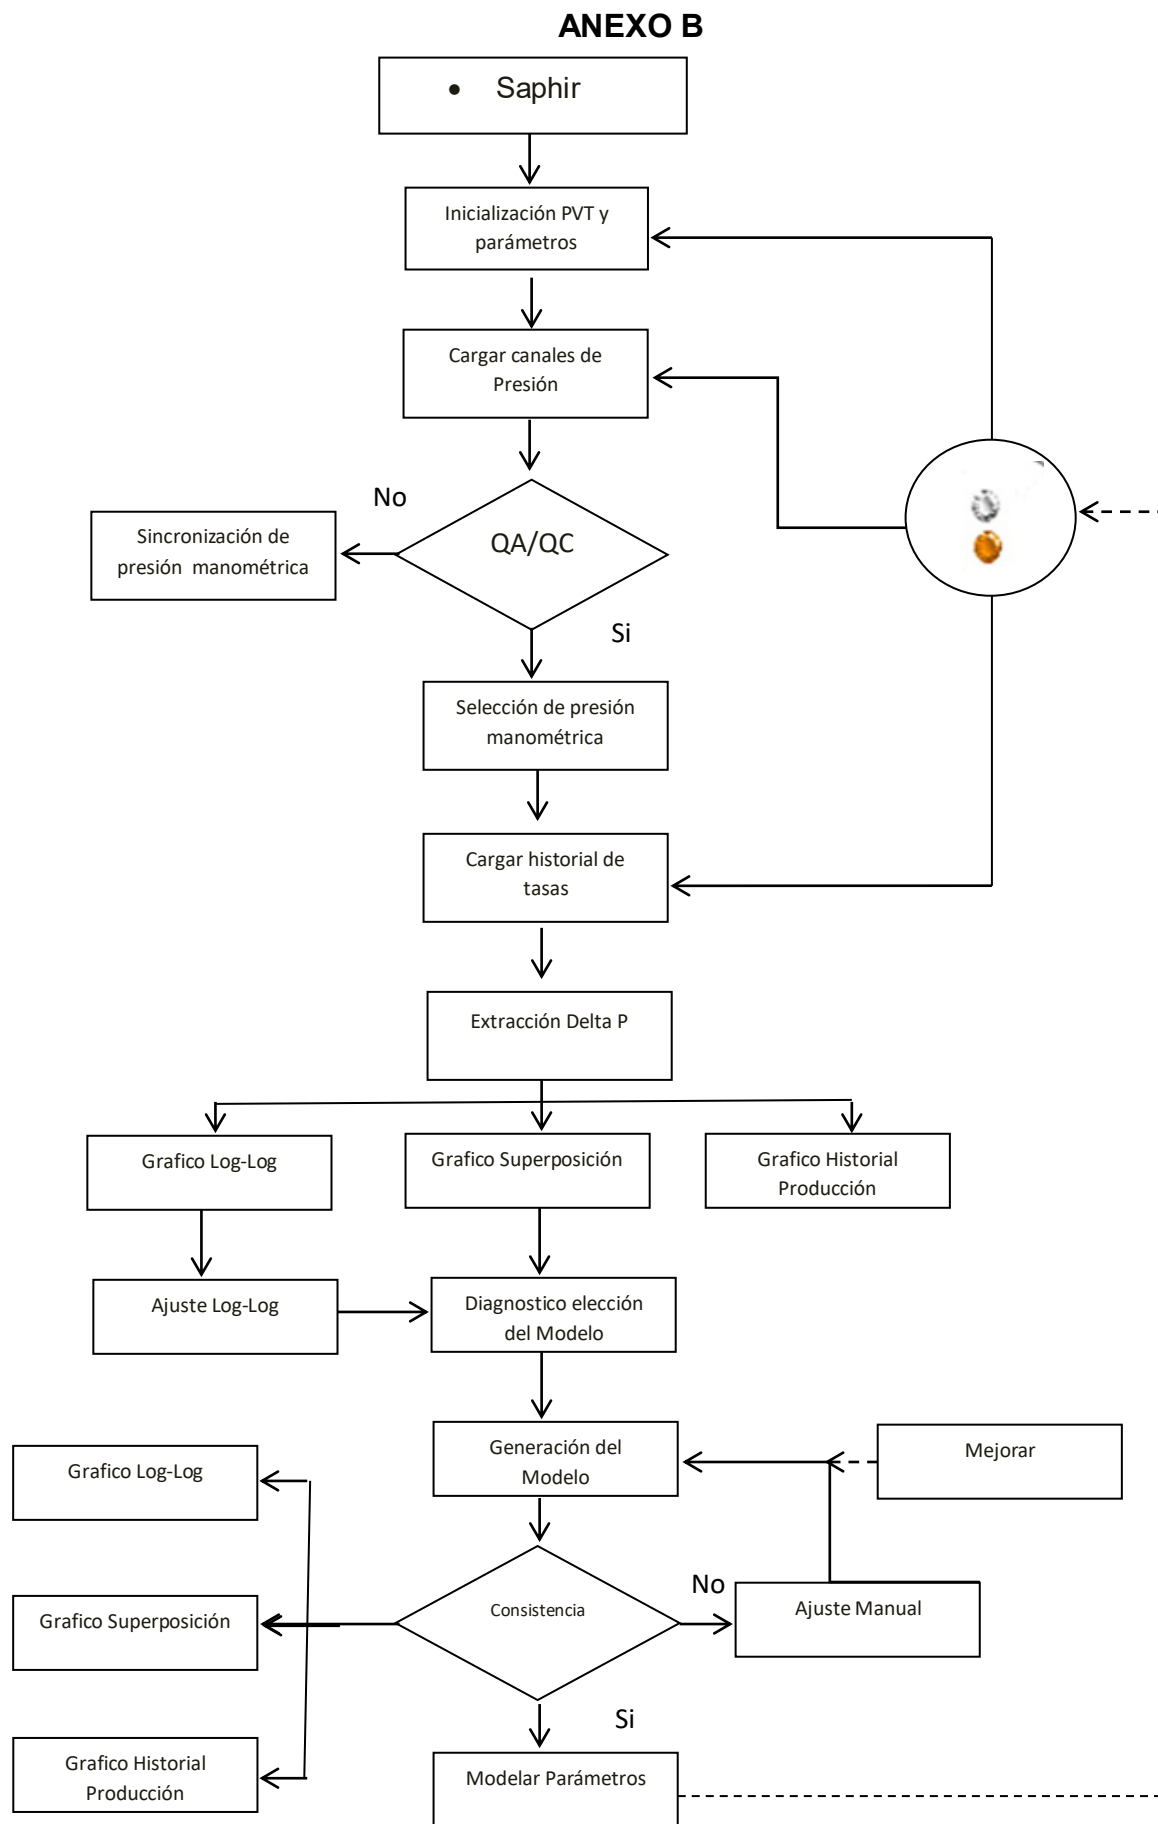 ANEXO B
• Saphir
Inicialización PVT y
parámetros
Cargar canales de
Presión
No
QA/QC
Sincronización de
presión manométrica
Si
Selección de presión
manométrica
Cargar historial de
tasas
Extracción Delta P
Grafico Log-Log
Grafico Superposición
Grafico Historial
Producción
Ajuste Log-Log
Diagnostico elección
del Modelo
Generación del
Modelo
Mejorar
Grafico Log-Log
Consistencia
No
Ajuste Manual
Grafico Superposición
Si
Grafico Historial
Producción
Modelar Parámetros